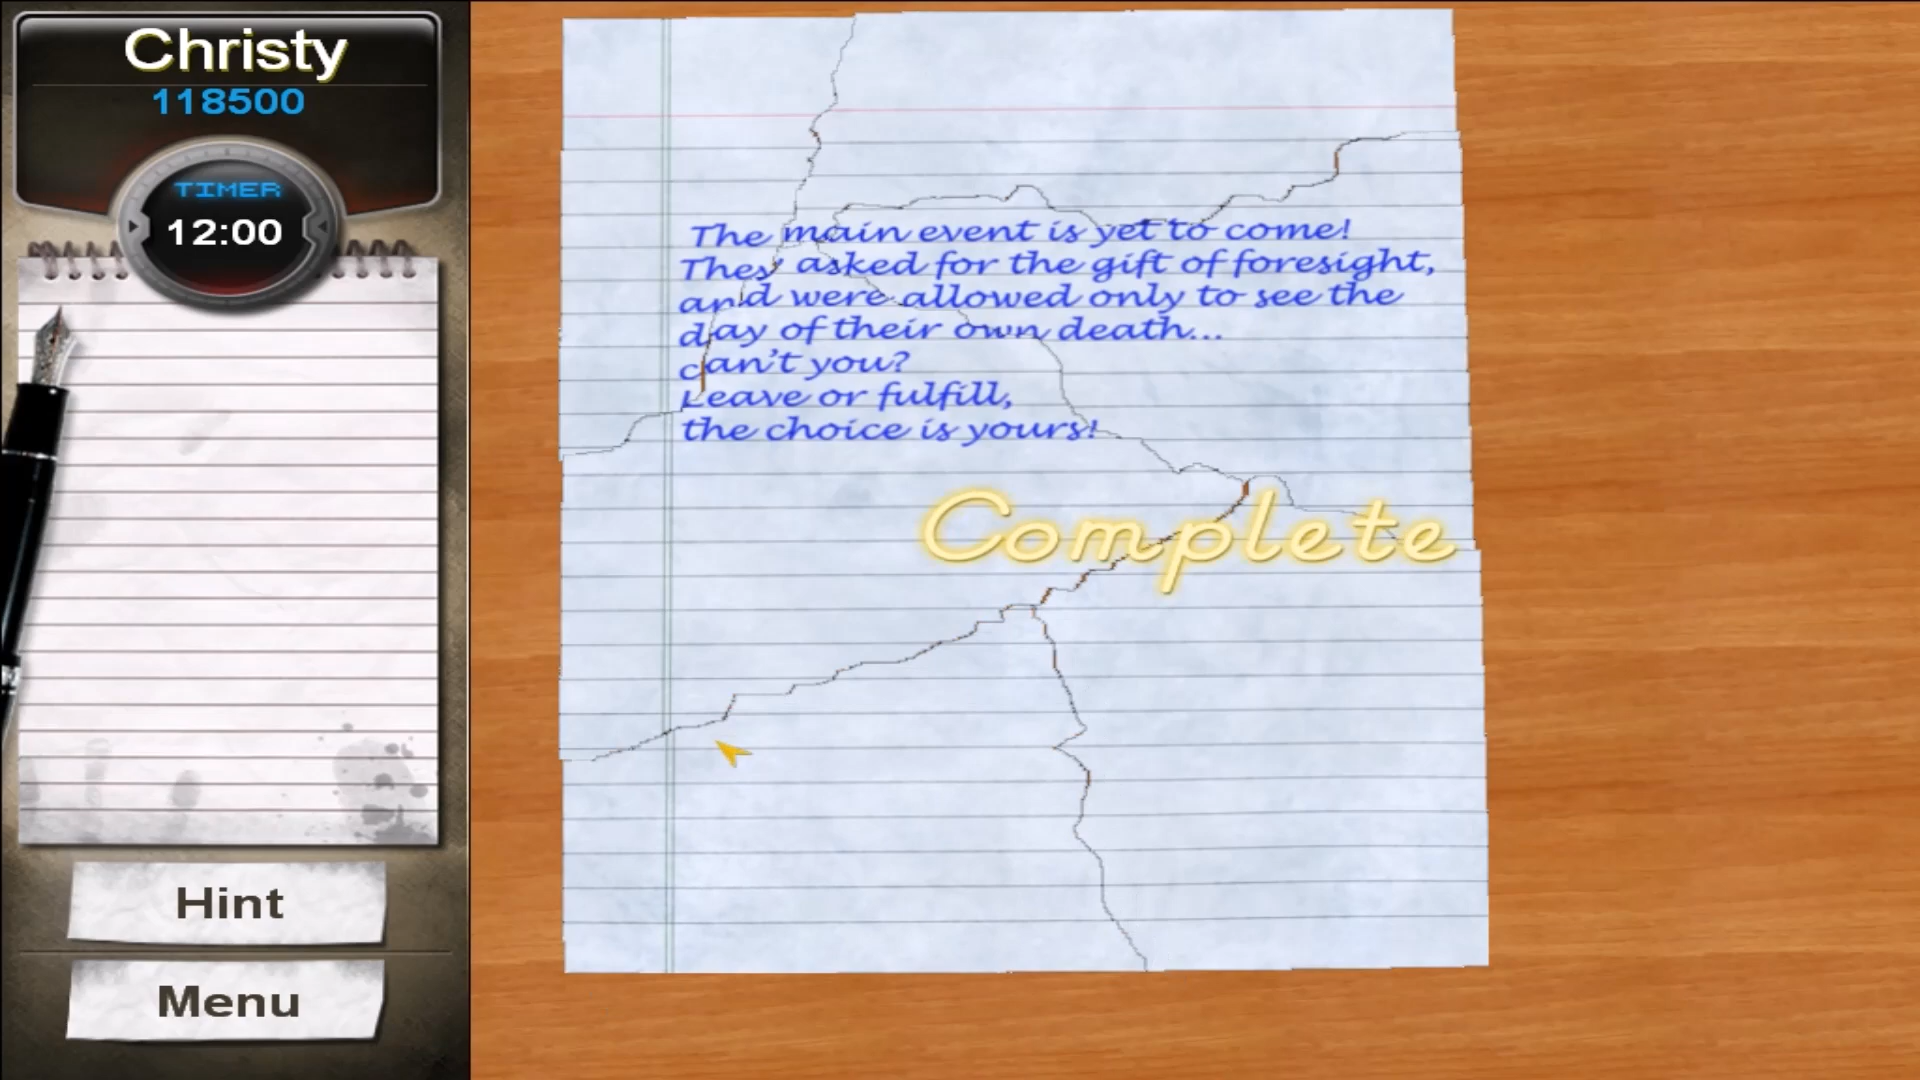 Christy
118500
TIMER
12:00
The main event is yet to come!
They asked for the gift of foresight,
and were allowed only to see the
day of their own death...
can't you?
Leave or fulfill,
the choice is yours!
Complete
Hint
Menu